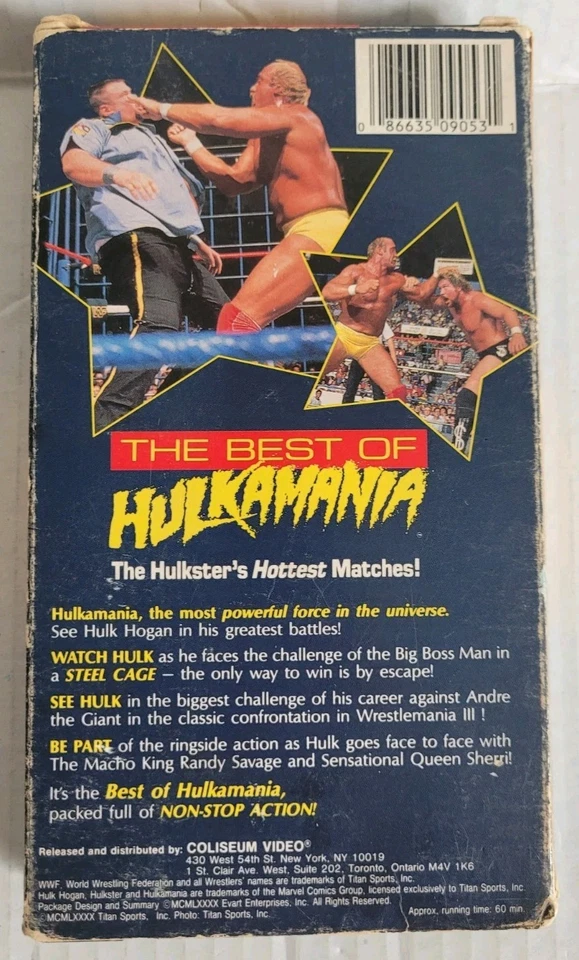 0 86635 09053 1
THE BEST OF
HULKAMANIA
The Hulkster's Hottest Matches!
Hulkamania, the most powerful force in the universe.
See Hulk Hogan in his greatest battles!
WATCH HULK as he faces the challenge of the Big Boss Man in
a STEEL CAGE – the only way to win is by escape!
SEE HULK in the biggest challenge of his career against Andre
the Giant in the classic confrontation in Wrestlemania III !
BE PART of the ringside action as Hulk goes face to face with
The Macho King Randy Savage and Sensational Queen Sherri!
It's the Best of Hulkamania,
packed full of NON-STOP ACTION!
Released and distributed by: COLISEUM VIDEO®
430 West 54th St. New York, NY 10019
1 St. Clair Ave. West, Suite 202, Toronto, Ontario M4V 1K6
WWF, World Wrestling Federation and all Wrestlers' names are trademarks of Titan Sports, Inc.
Hulk Hogan, Hulkster and Hulkamania are trademarks of the Marvel Comics Group, licensed exclusively to Titan Sports, Inc.
Package Design and Summary ©MCMLXXXX Evart Enterprises, Inc. All Rights Reserved.
©MCMLXXXX Titan Sports, Inc. Photo: Titan Sports, Inc.
Approx. running time: 60 min.